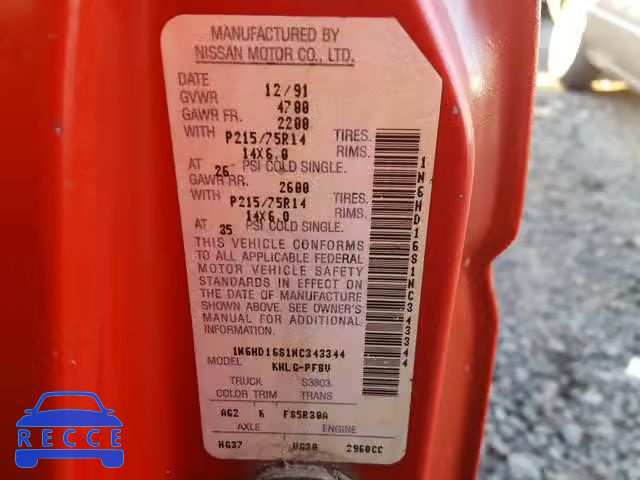 MANUFACTURED BY
NISSAN MOTOR CO., LTD.
DATE 12/91
GVWR 4700
GAWR FR. 2200
WITH P215/75R14 TIRES.
14X6.0 RIMS.
AT 26 PSI COLD SINGLE.
GAWR RR. 2600
WITH P215/75R14 TIRES.
14X6.0 RIMS.
AT 35 PSI COLD SINGLE.
THIS VEHICLE CONFORMS
TO ALL APPLICABLE FEDERAL
MOTOR VEHICLE SAFETY
STANDARDS IN EFFECT ON
THE DATE OF MANUFACTURE
SHOWN ABOVE. SEE OWNER'S
MANUAL FOR ADDITIONAL
INFORMATION.
1N6HD16S1NC343344
MODEL KHLG-PFBV
TRUCK S3803
COLOR TRIM TRANS
AG2 K FS5R30A
AXLE ENGINE
HG37 VG30 2960CC
1N6HD16S1NC343344
RECCE